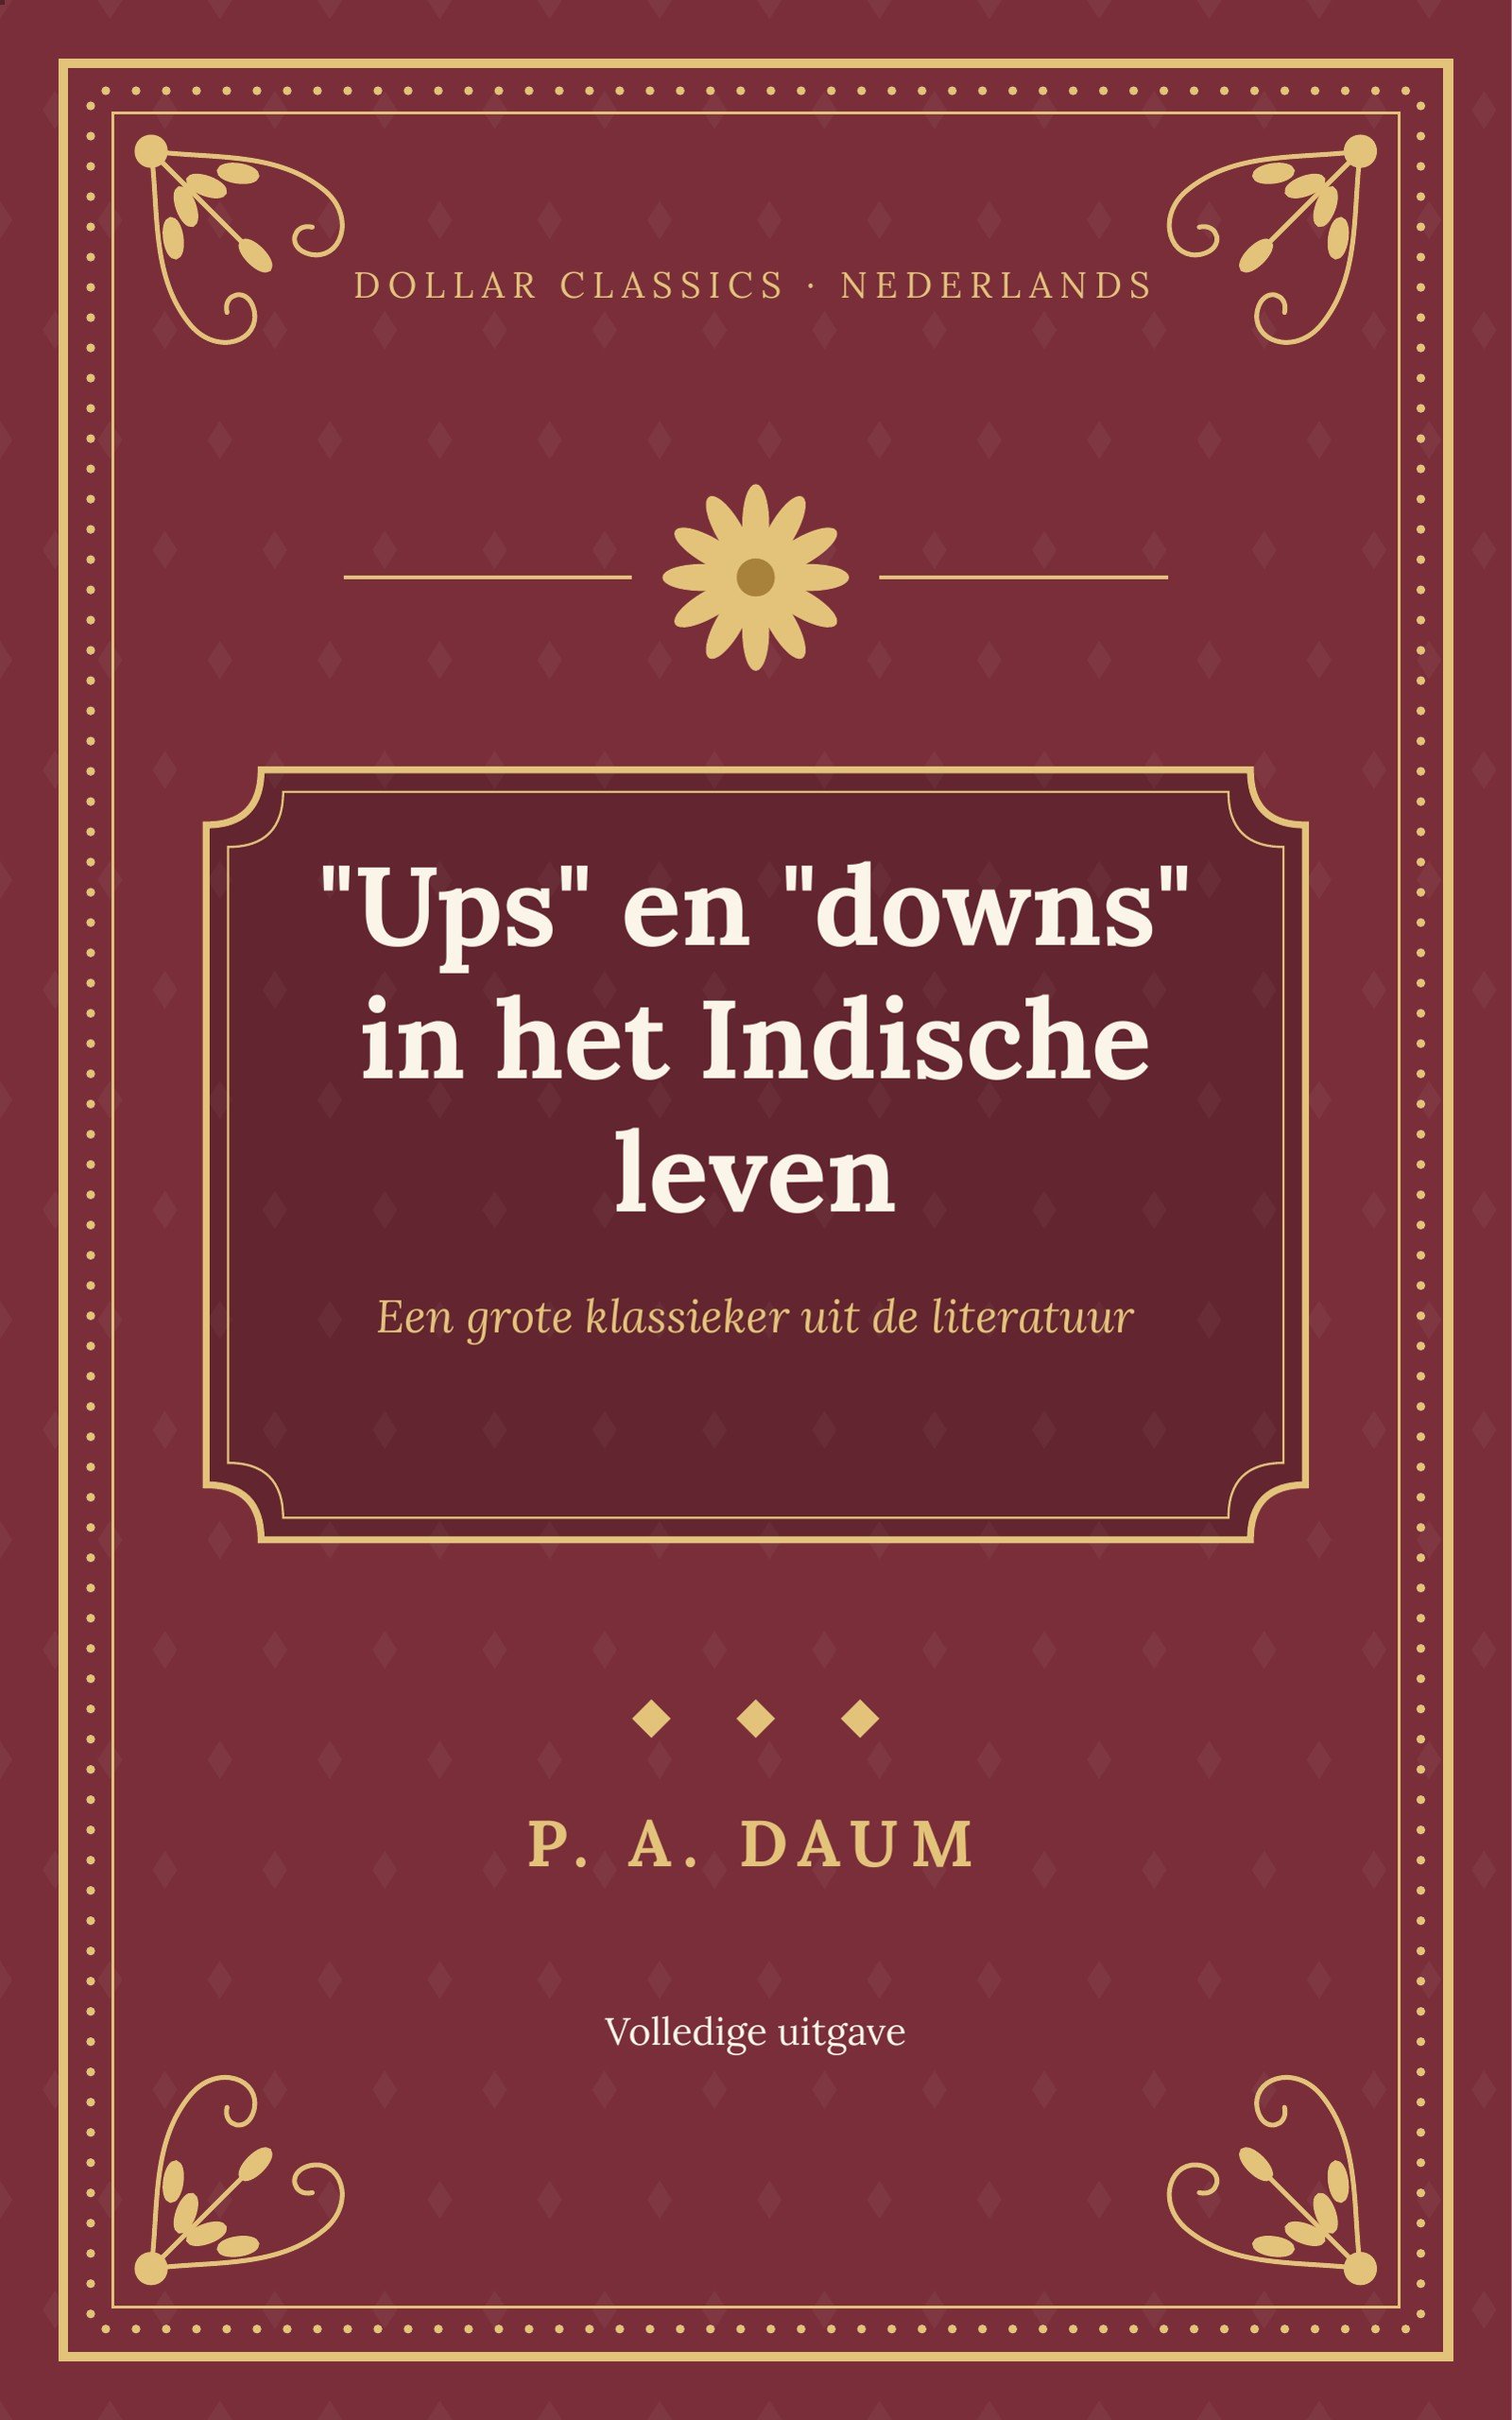 DOLLAR CLASSICS · NEDERLANDS
"Ups" en "downs"
in het Indische
leven
Een grote klassieker uit de literatuur
P. A. DAUM
Volledige uitgave